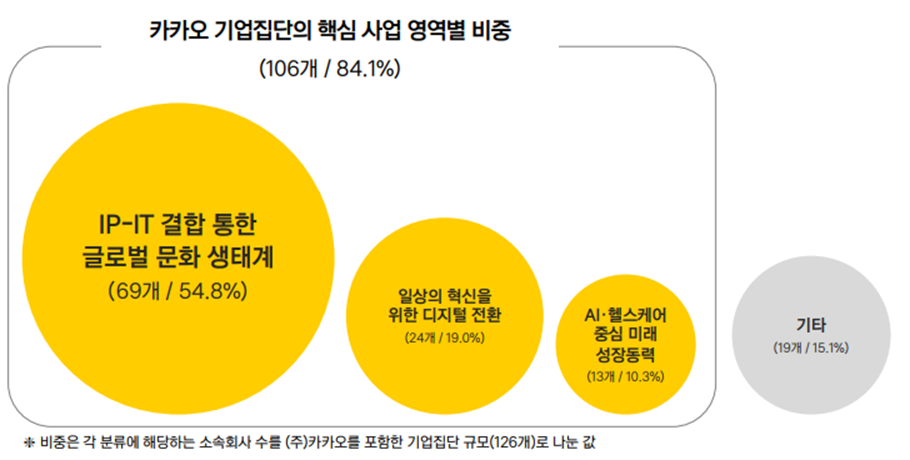 카카오 기업집단의 핵심 사업 영역별 비중
(106개 / 84.1%)
IP-IT 결합 통한
글로벌 문화 생태계
(69개 / 54.8%)
일상의 혁신을
위한 디지털 전환
(24개 / 19.0%)
AI·헬스케어
중심 미래
성장동력
(13개 / 10.3%)
기타
(19개 / 15.1%)
※ 비중은 각 분류에 해당하는 소속회사 수를 (주)카카오를 포함한 기업집단 규모(126개)로 나눈 값